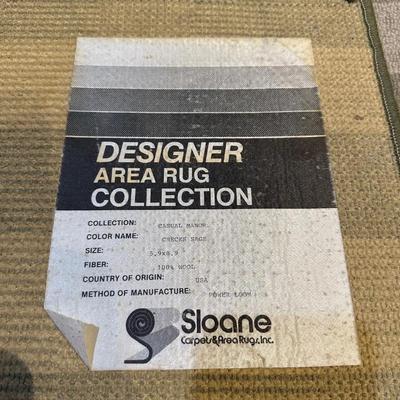 DESIGNER
AREA RUG
COLLECTION
COLLECTION: CASUAL MANOR
COLOR NAME: CHECKS SAGE
SIZE: 5.9x8.9
FIBER: 100% WOOL
COUNTRY OF ORIGIN: USA
METHOD OF MANUFACTURE: POWER LOOM
Sloane
Carpets&Area Rugs,Inc.